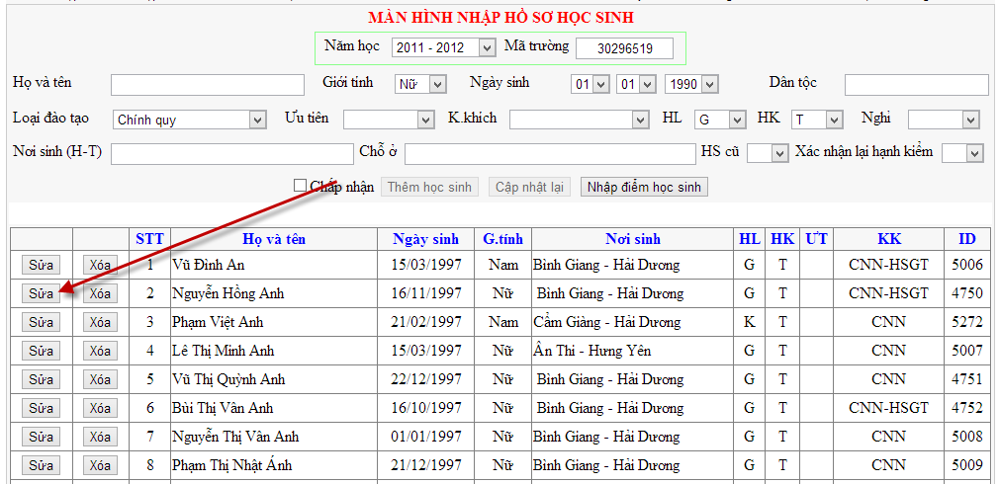 MÀN HÌNH NHẬP HỒ SƠ HỌC SINH
Năm học 2011 - 2012 Mã trường 30296519
Họ và tên Giới tính Nữ Ngày sinh 01 01 1990 Dân tộc
Loại đào tạo Chính quy Ưu tiên K.khích HL G HK T Nghề
Nơi sinh (H-T) Chỗ ở HS cũ Xác nhận lại hạnh kiểm
Chấp nhận Thêm học sinh Cập nhật lại Nhập điểm học sinh
STT Họ và tên Ngày sinh G.tính Nơi sinh HL HK ƯT KK ID
Sửa Xóa 1 Vũ Đình An 15/03/1997 Nam Bình Giang - Hải Dương G T CNN-HSGT 5006
Sửa Xóa 2 Nguyễn Hồng Anh 16/11/1997 Nữ Bình Giang - Hải Dương G T CNN-HSGT 4750
Sửa Xóa 3 Phạm Việt Anh 21/02/1997 Nam Cẩm Giàng - Hải Dương K T CNN 5272
Sửa Xóa 4 Lê Thị Minh Anh 15/03/1997 Nữ Ân Thi - Hưng Yên G T CNN 5007
Sửa Xóa 5 Vũ Thị Quỳnh Anh 22/12/1997 Nữ Bình Giang - Hải Dương G T CNN 4751
Sửa Xóa 6 Bùi Thị Vân Anh 16/10/1997 Nữ Bình Giang - Hải Dương G T CNN-HSGT 4752
Sửa Xóa 7 Nguyễn Thị Vân Anh 01/01/1997 Nữ Bình Giang - Hải Dương G T CNN 5008
Sửa Xóa 8 Phạm Thị Nhật Ánh 21/12/1997 Nữ Bình Giang - Hải Dương G T CNN 5009